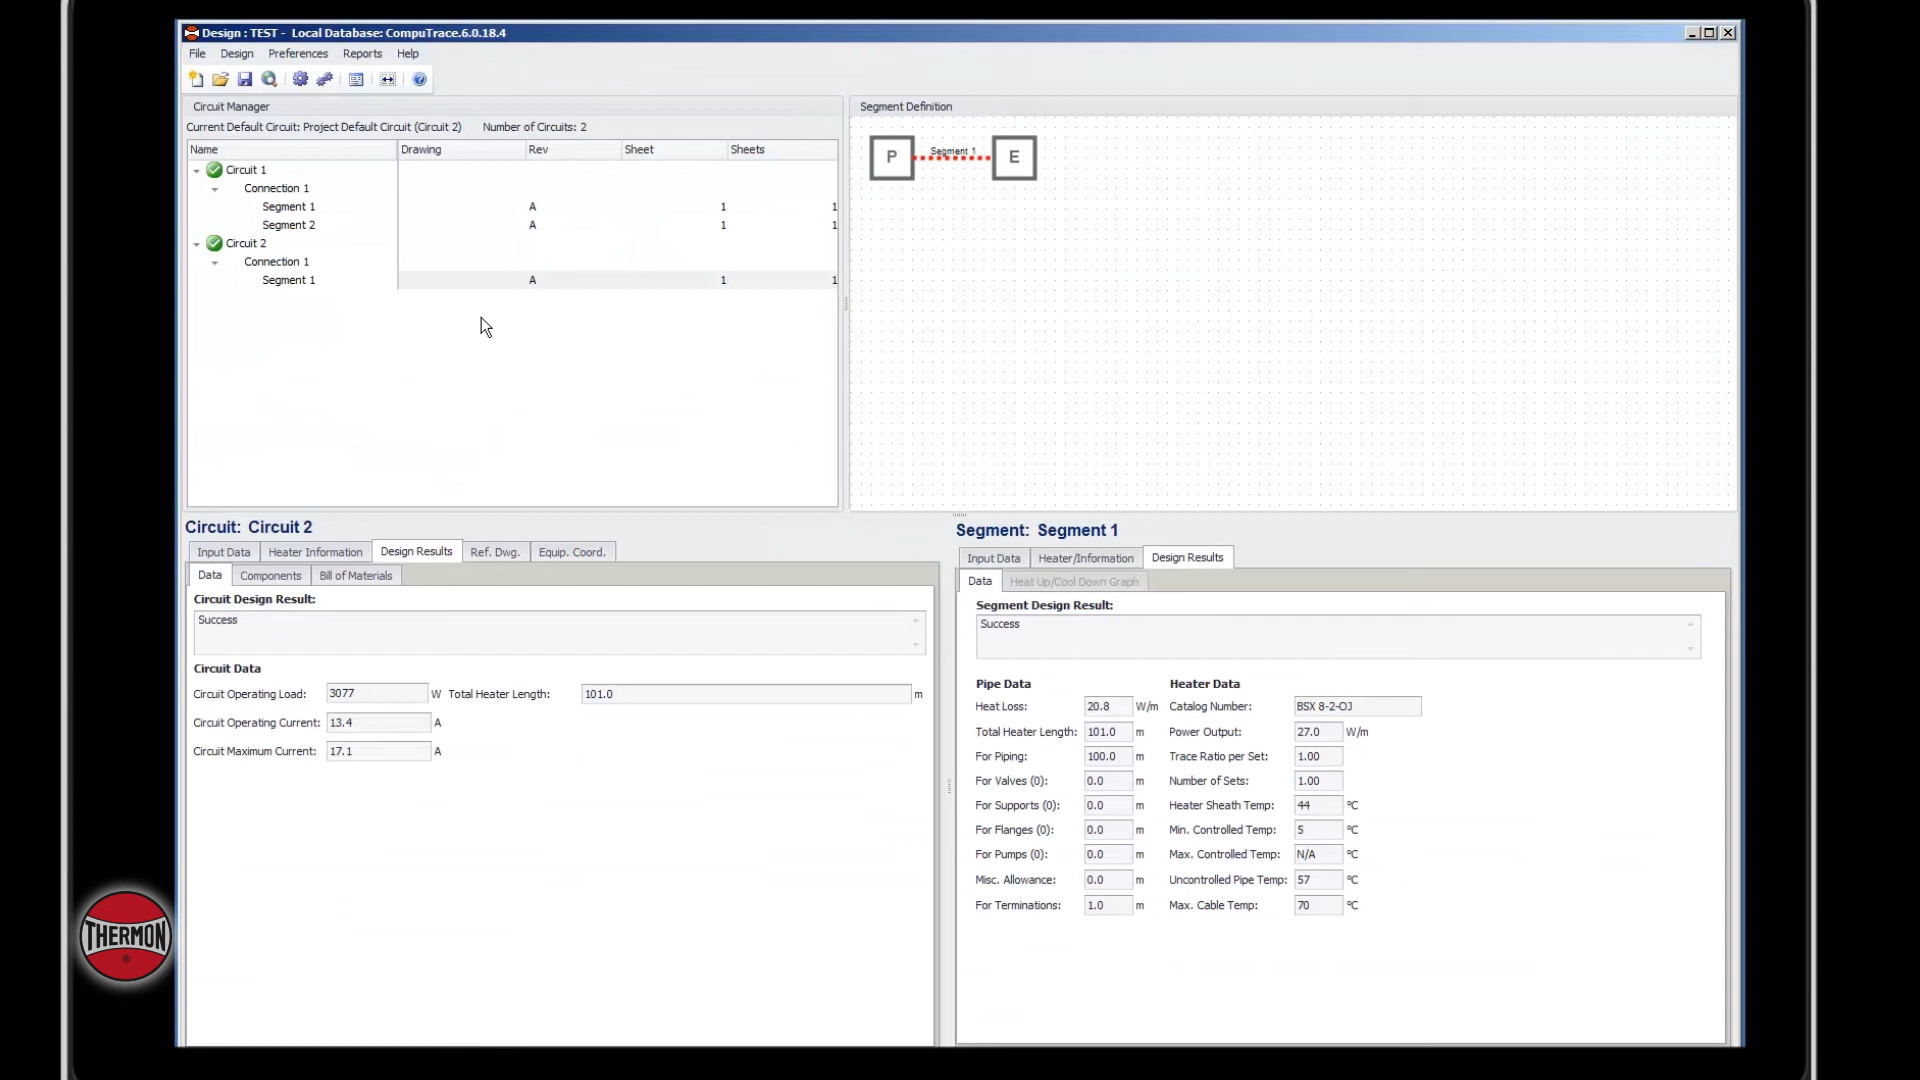 Design : TEST - Local Database: CompuTrace.6.0.18.4
File Design Preferences Reports Help
Circuit Manager
Current Default Circuit: Project Default Circuit (Circuit 2) Number of Circuits: 2
Name Drawing Rev Sheet Sheets
Circuit 1
Connection 1
Segment 1 A 1 1
Segment 2 A 1 1
Circuit 2
Connection 1
Segment 1 A 1 1
Segment Definition
P Segment 1 E
Circuit: Circuit 2
Input Data Heater Information Design Results Ref. Dwg. Equip. Coord.
Data Components Bill of Materials
Circuit Design Result:
Success
Circuit Data
Circuit Operating Load: 3077 W Total Heater Length: 101.0 m
Circuit Operating Current: 13.4 A
Circuit Maximum Current: 17.1 A
Segment: Segment 1
Input Data Heater/Information Design Results
Data Heat Up/Cool Down Graph
Segment Design Result:
Success
Pipe Data Heater Data
Heat Loss: 20.8 W/m Catalog Number: BSX 8-2-OJ
Total Heater Length: 101.0 m Power Output: 27.0 W/m
For Piping: 100.0 m Trace Ratio per Set: 1.00
For Valves (0): 0.0 m Number of Sets: 1.00
For Supports (0): 0.0 m Heater Sheath Temp: 44 °C
For Flanges (0): 0.0 m Min. Controlled Temp: 5 °C
For Pumps (0): 0.0 m Max. Controlled Temp: N/A °C
Misc. Allowance: 0.0 m Uncontrolled Pipe Temp: 57 °C
For Terminations: 1.0 m Max. Cable Temp: 70 °C
THERMON
®